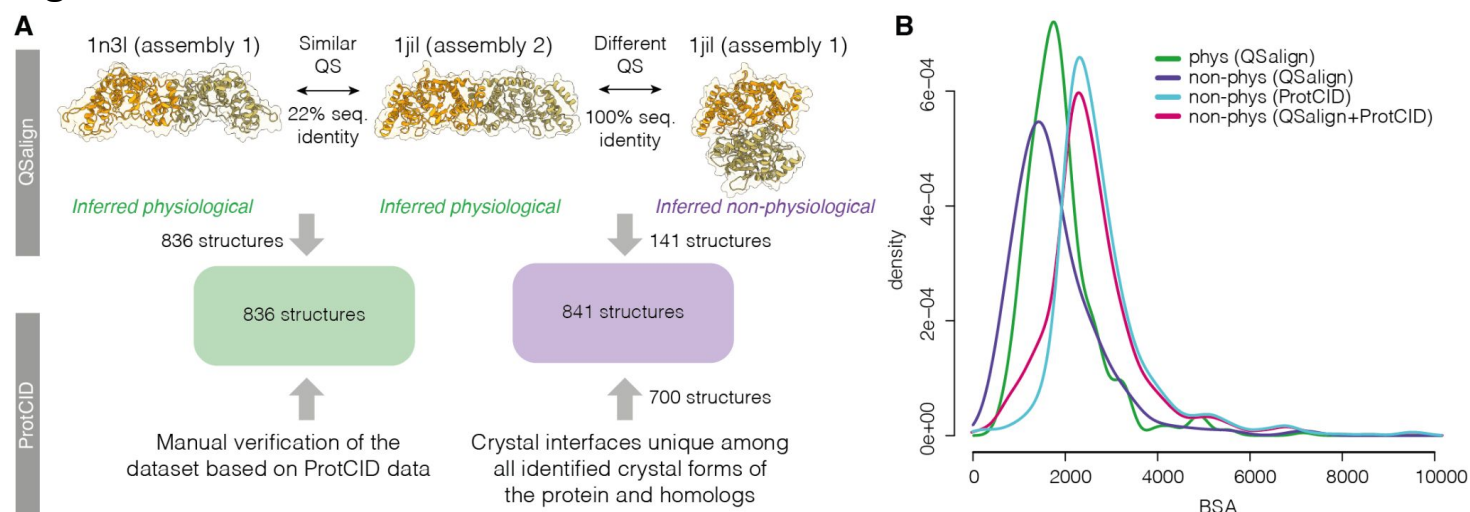 A
1n3l (assembly 1)
Similar
QS
1jil (assembly 2)
Different
QS
1jil (assembly 1)
22% seq.
identity
100% seq.
identity
QSalign
Inferred physiological
Inferred physiological
Inferred non-physiological
836 structures
141 structures
836 structures
841 structures
ProtCID
700 structures
Manual verification of the
dataset based on ProtCID data
Crystal interfaces unique among
all identified crystal forms of
the protein and homologs
B
phys (QSalign)
non-phys (QSalign)
non-phys (ProtCID)
non-phys (QSalign+ProtCID)
density
6e−04
4e−04
2e−04
0e+00
0
2000
4000
6000
8000
10000
BSA